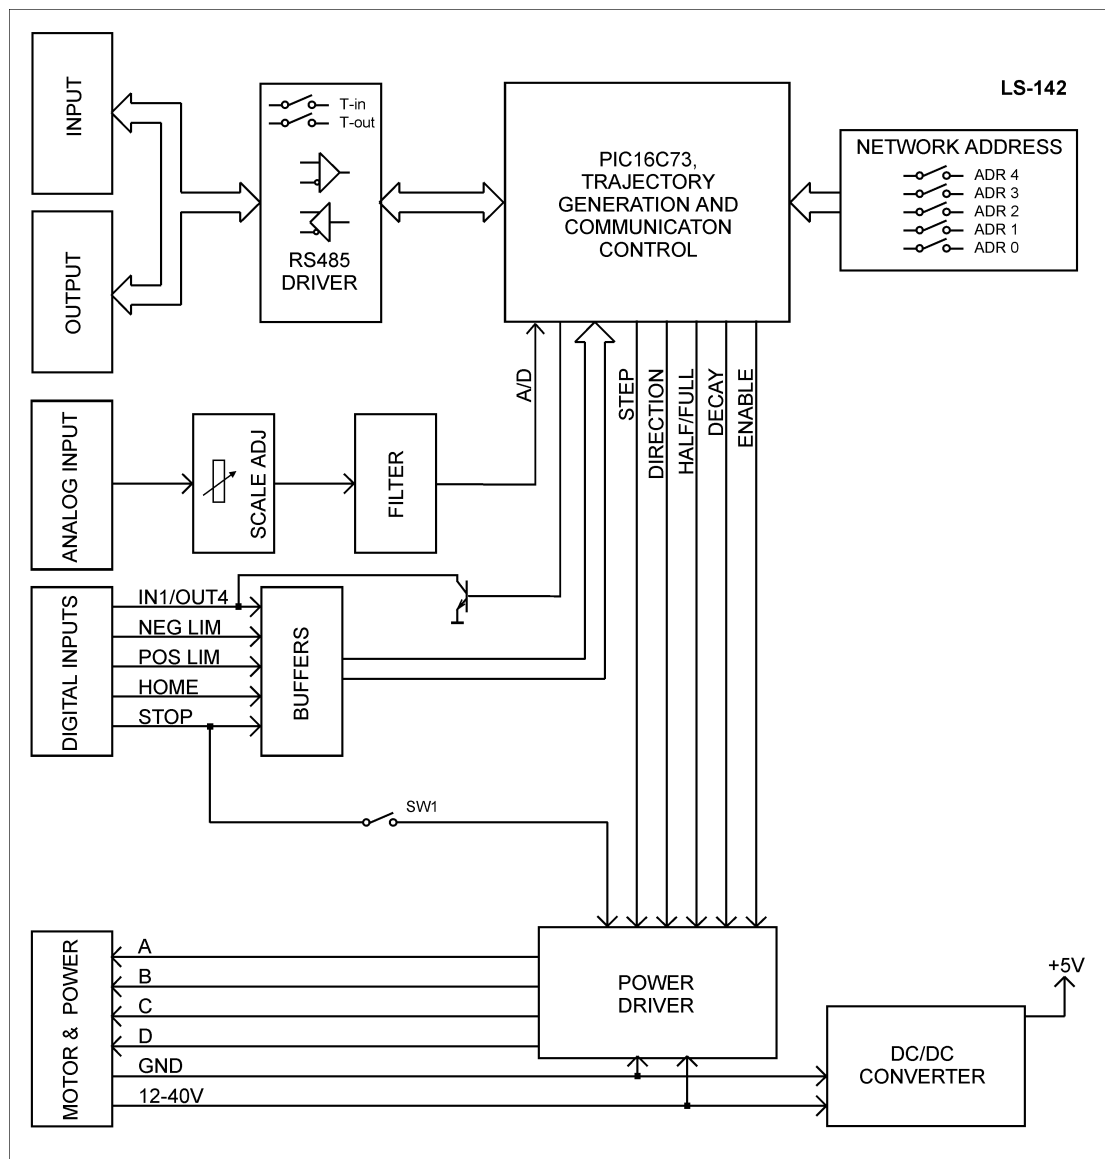 LS-142
INPUT
OUTPUT
T-in
T-out
RS485
DRIVER
PIC16C73,
TRAJECTORY
GENERATION AND
COMMUNICATON
CONTROL
NETWORK ADDRESS
ADR 4
ADR 3
ADR 2
ADR 1
ADR 0
A/D
STEP
DIRECTION
HALF/FULL
DECAY
ENABLE
ANALOG INPUT
SCALE ADJ
FILTER
DIGITAL INPUTS
IN1/OUT4
NEG LIM
POS LIM
HOME
STOP
BUFFERS
SW1
MOTOR & POWER
A
B
C
D
GND
12-40V
POWER
DRIVER
DC/DC
CONVERTER
+5V